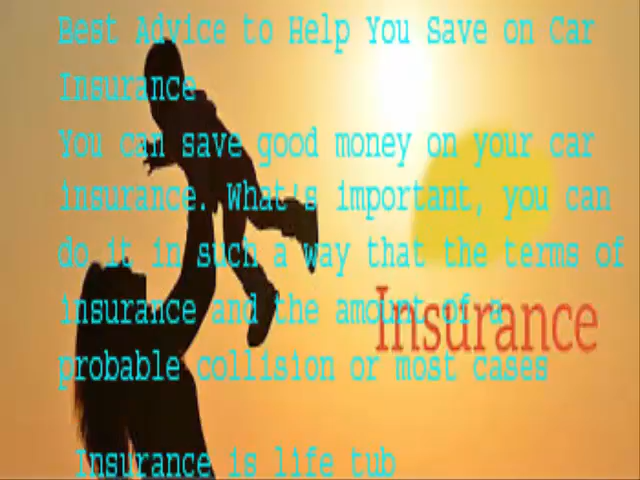 Best Advice to Help You Save on Car
Insurance
You can save good money on your car
insurance. What's important, you can
do it in such a way that the terms of
insurance and the amount of a
Insurance
probable collision or most cases
Insurance is life tub